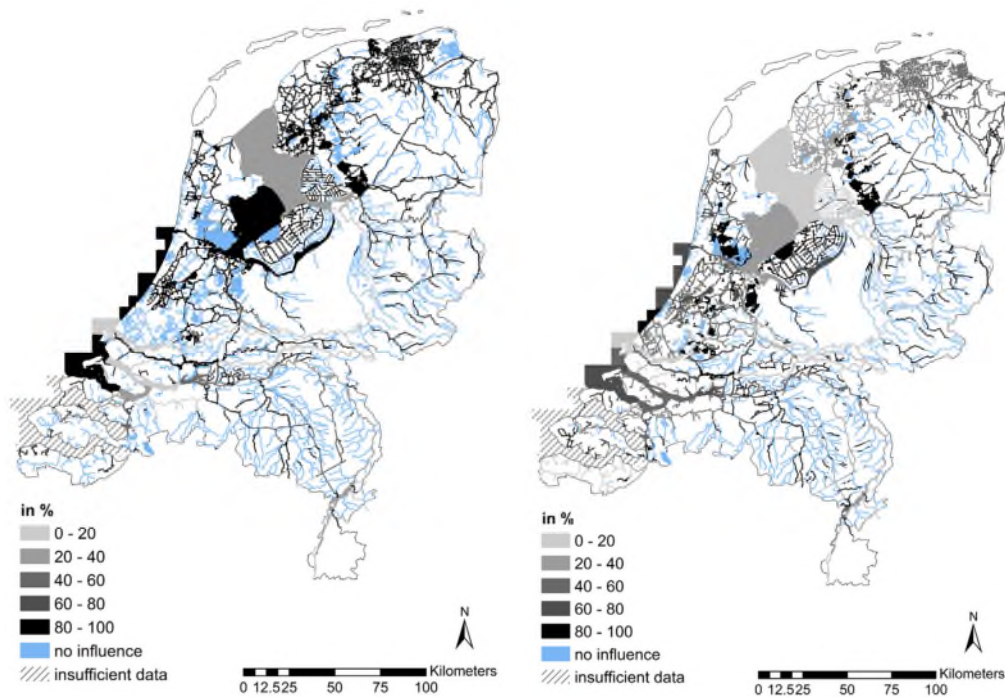 in %
0 - 20
20 - 40
40 - 60
60 - 80
80 - 100
no influence
insufficient data
N
Kilometers
0 12.525 50 75 100
in %
0 - 20
20 - 40
40 - 60
60 - 80
80 - 100
no influence
insufficient data
N
Kilometers
0 12.525 50 75 100